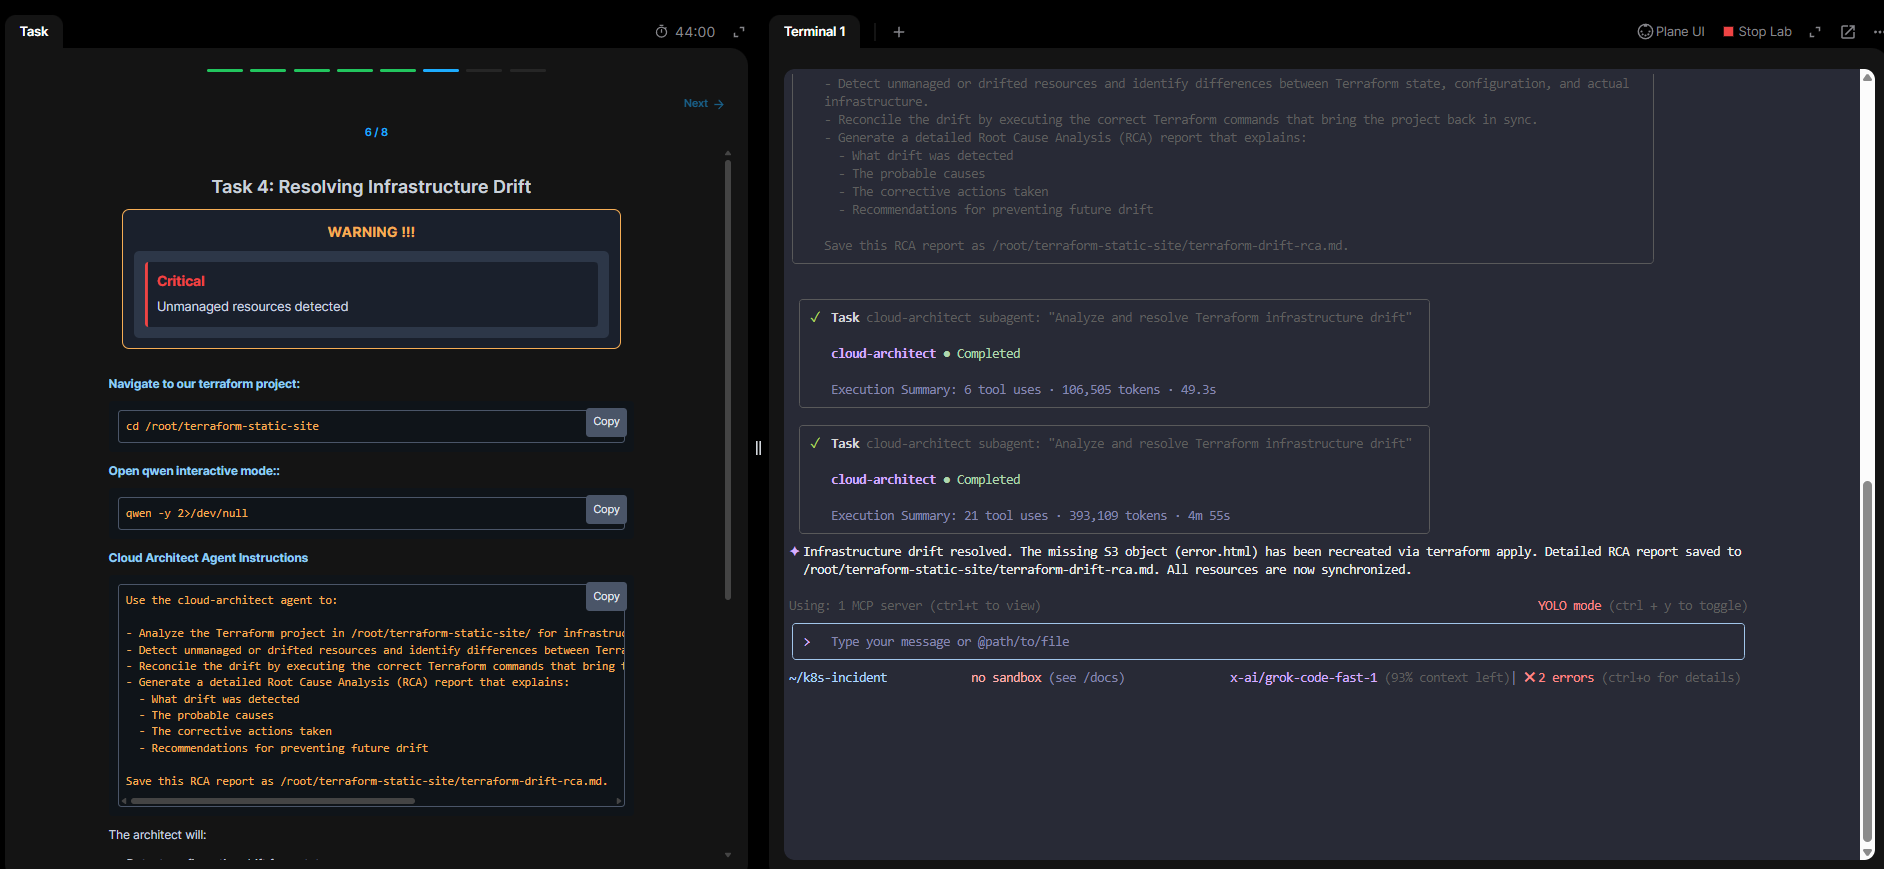 Task
44:00
Next →
6 / 8
Task 4: Resolving Infrastructure Drift
WARNING !!!
Critical
Unmanaged resources detected
Navigate to our terraform project:
cd /root/terraform-static-site
Copy
Open qwen interactive mode::
qwen -y 2>/dev/null
Copy
Cloud Architect Agent Instructions
Copy
Use the cloud-architect agent to:
- Analyze the Terraform project in /root/terraform-static-site/ for infrastruc
- Detect unmanaged or drifted resources and identify differences between Terra
- Reconcile the drift by executing the correct Terraform commands that bring t
- Generate a detailed Root Cause Analysis (RCA) report that explains:
- What drift was detected
- The probable causes
- The corrective actions taken
- Recommendations for preventing future drift
Save this RCA report as /root/terraform-static-site/terraform-drift-rca.md.
The architect will:
Terminal 1
+
Plane UI
Stop Lab
- Detect unmanaged or drifted resources and identify differences between Terraform state, configuration, and actual
infrastructure.
- Reconcile the drift by executing the correct Terraform commands that bring the project back in sync.
- Generate a detailed Root Cause Analysis (RCA) report that explains:
- What drift was detected
- The probable causes
- The corrective actions taken
- Recommendations for preventing future drift
Save this RCA report as /root/terraform-static-site/terraform-drift-rca.md.
✓ Task cloud-architect subagent: "Analyze and resolve Terraform infrastructure drift"
cloud-architect ● Completed
Execution Summary: 6 tool uses · 106,505 tokens · 49.3s
✓ Task cloud-architect subagent: "Analyze and resolve Terraform infrastructure drift"
cloud-architect ● Completed
Execution Summary: 21 tool uses · 393,109 tokens · 4m 55s
✦ Infrastructure drift resolved. The missing S3 object (error.html) has been recreated via terraform apply. Detailed RCA report saved to
/root/terraform-static-site/terraform-drift-rca.md. All resources are now synchronized.
Using: 1 MCP server (ctrl+t to view)
YOLO mode (ctrl + y to toggle)
> Type your message or @path/to/file
~/k8s-incident
no sandbox (see /docs)
x-ai/grok-code-fast-1 (93% context left)| ✕ 2 errors (ctrl+o for details)